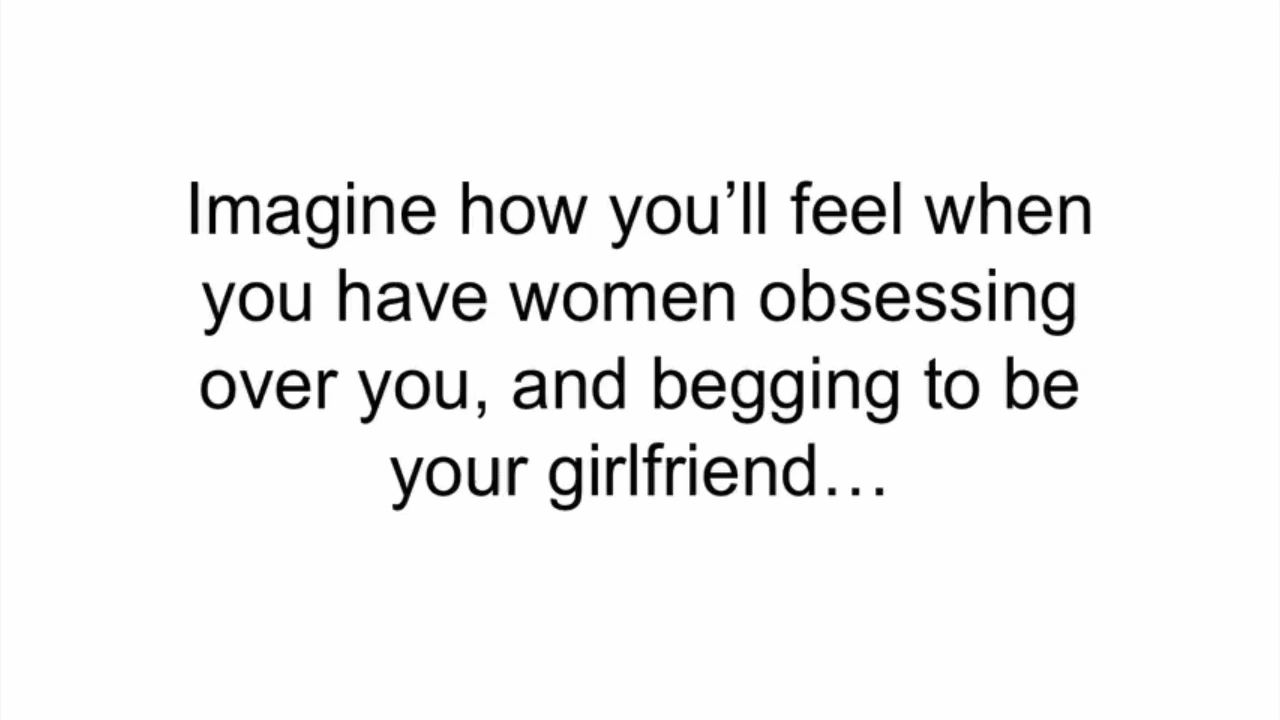 Imagine how you’ll feel when
you have women obsessing
over you, and begging to be
your girlfriend…